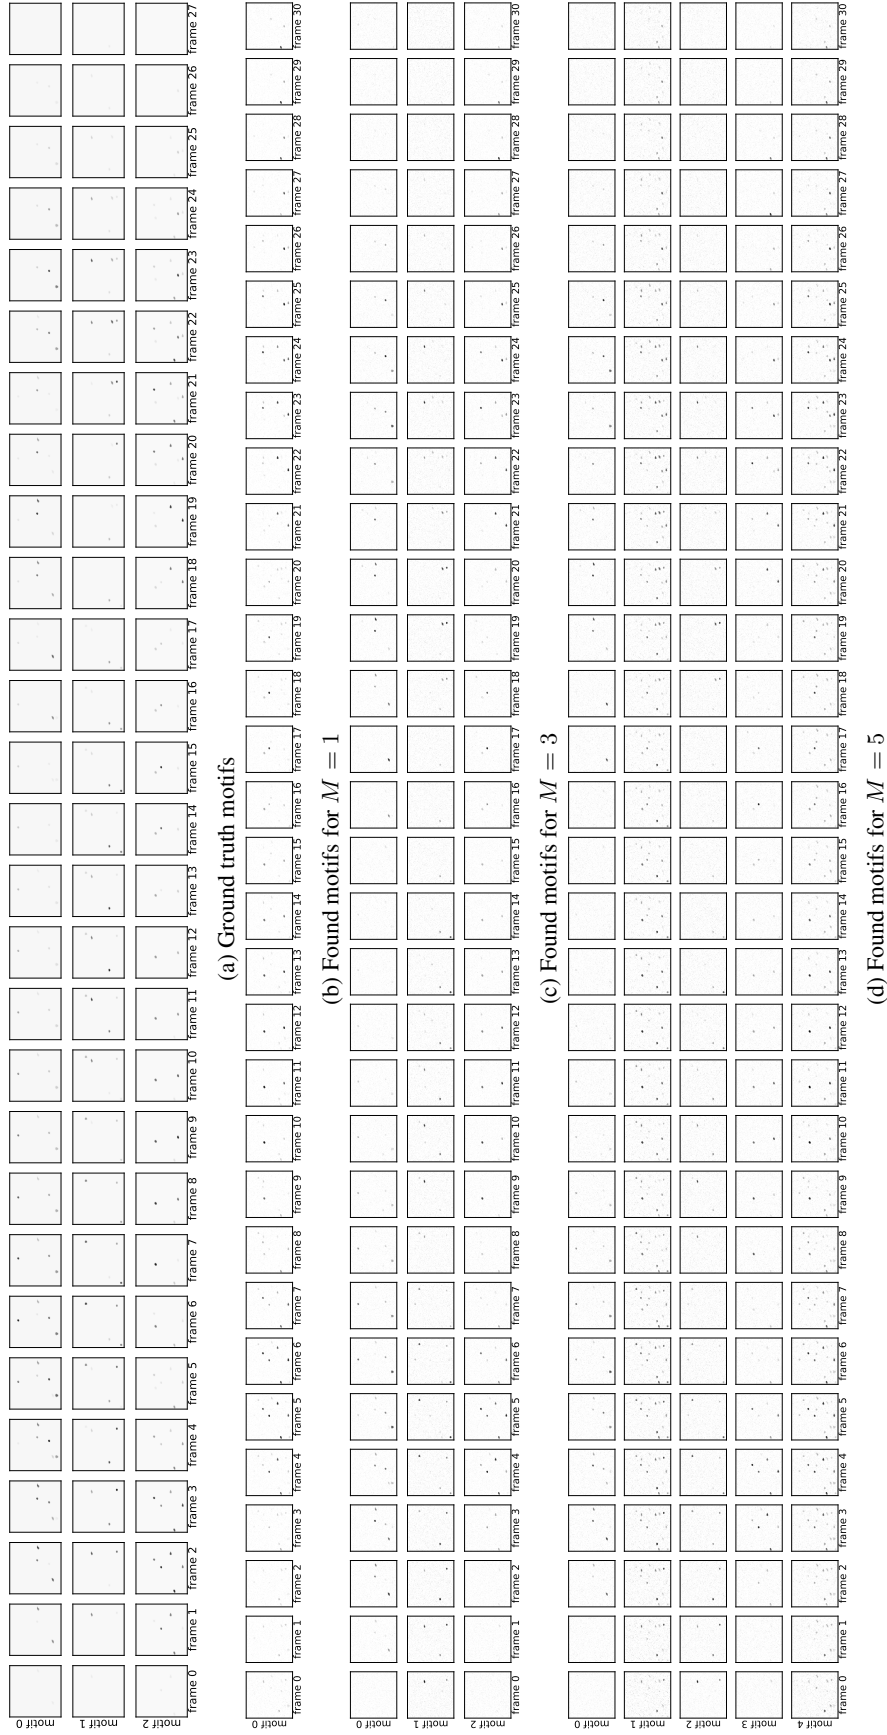 motif 0
motif 1
motif 2
frame 0 frame 1 frame 2 frame 3 frame 4 frame 5 frame 6 frame 7 frame 8 frame 9 frame 10 frame 11 frame 12 frame 13 frame 14 frame 15 frame 16 frame 17 frame 18 frame 19 frame 20 frame 21 frame 22 frame 23 frame 24 frame 25 frame 26 frame 27
(a) Ground truth motifs
motif 0
frame 0 frame 1 frame 2 frame 3 frame 4 frame 5 frame 6 frame 7 frame 8 frame 9 frame 10 frame 11 frame 12 frame 13 frame 14 frame 15 frame 16 frame 17 frame 18 frame 19 frame 20 frame 21 frame 22 frame 23 frame 24 frame 25 frame 26 frame 27 frame 28 frame 29 frame 30
(b) Found motifs for M = 1
motif 0
motif 1
motif 2
frame 0 frame 1 frame 2 frame 3 frame 4 frame 5 frame 6 frame 7 frame 8 frame 9 frame 10 frame 11 frame 12 frame 13 frame 14 frame 15 frame 16 frame 17 frame 18 frame 19 frame 20 frame 21 frame 22 frame 23 frame 24 frame 25 frame 26 frame 27 frame 28 frame 29 frame 30
(c) Found motifs for M = 3
motif 0
motif 1
motif 2
motif 3
motif 4
frame 0 frame 1 frame 2 frame 3 frame 4 frame 5 frame 6 frame 7 frame 8 frame 9 frame 10 frame 11 frame 12 frame 13 frame 14 frame 15 frame 16 frame 17 frame 18 frame 19 frame 20 frame 21 frame 22 frame 23 frame 24 frame 25 frame 26 frame 27 frame 28 frame 29 frame 30
(d) Found motifs for M = 5